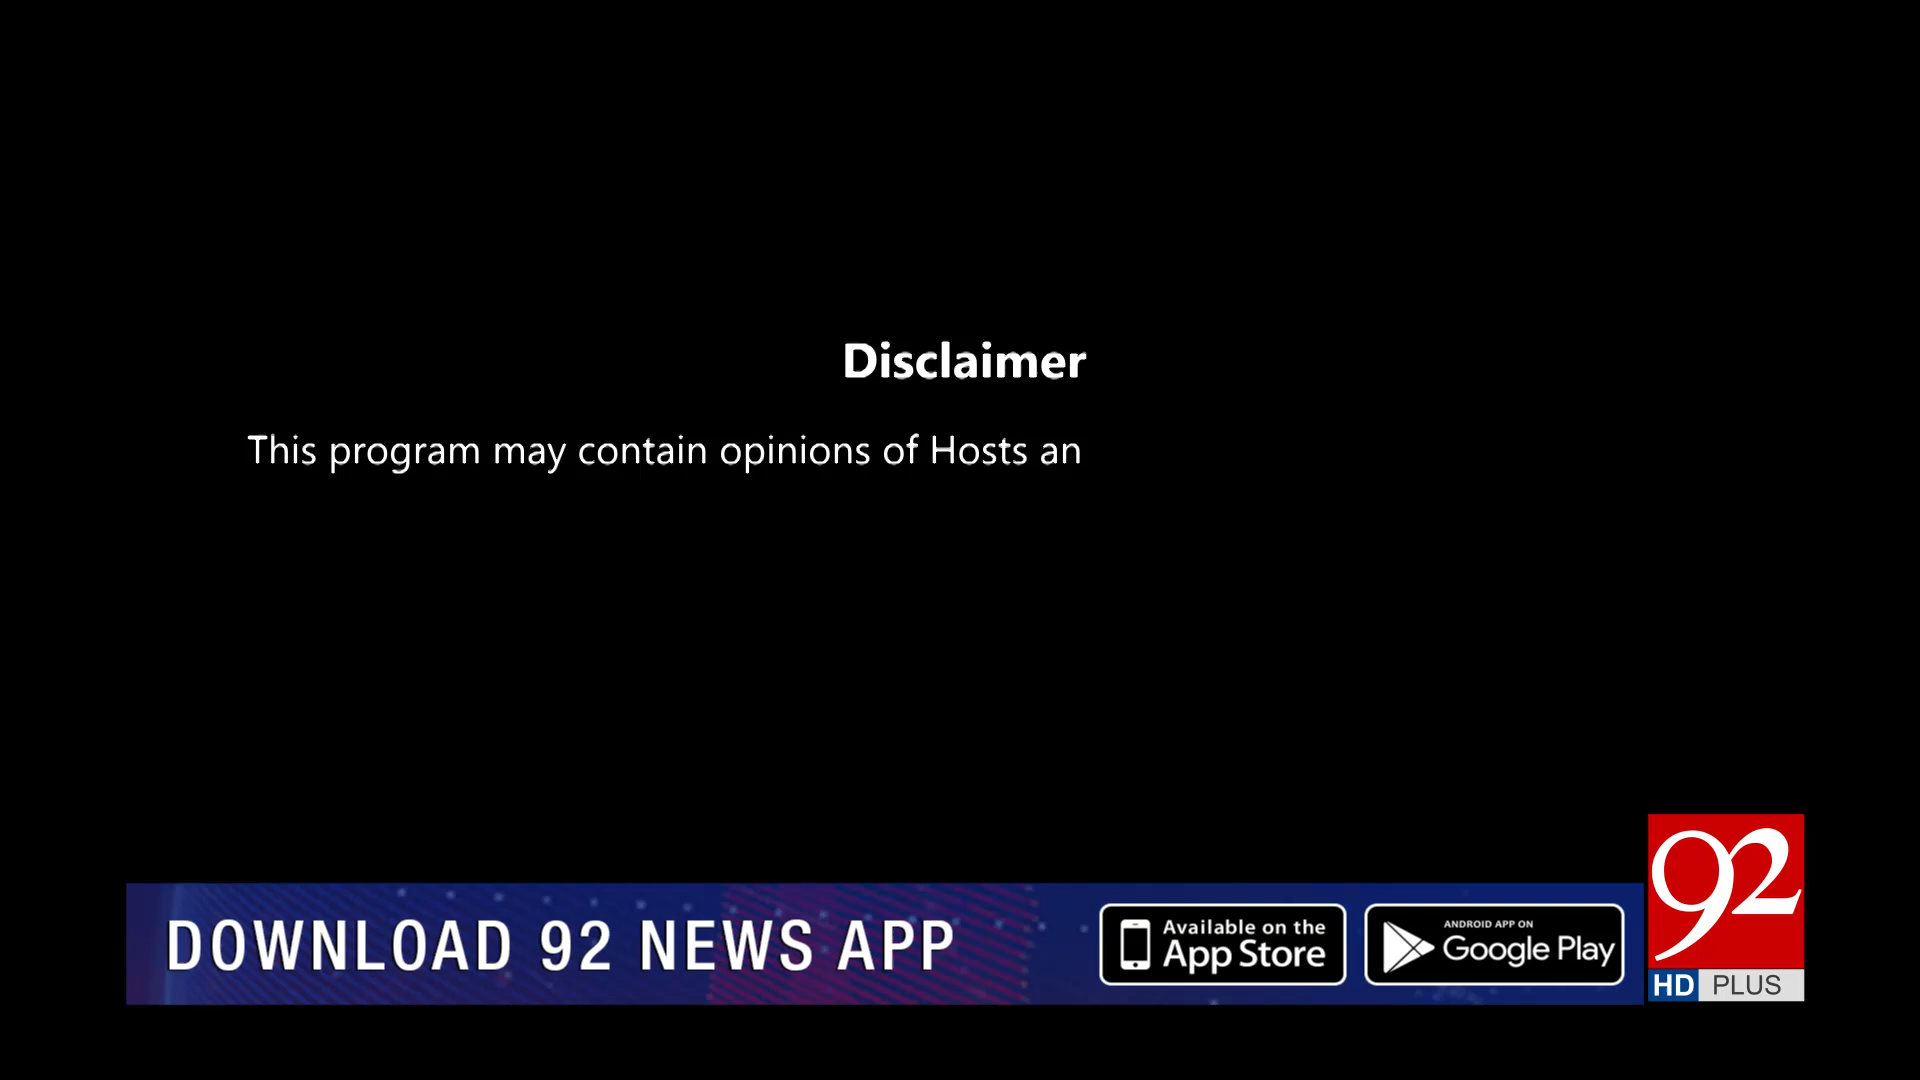 Disclaimer
This program may contain opinions of Hosts an
DOWNLOAD 92 NEWS APP
Available on the
App Store
ANDROID APP ON
Google Play
92
HD PLUS